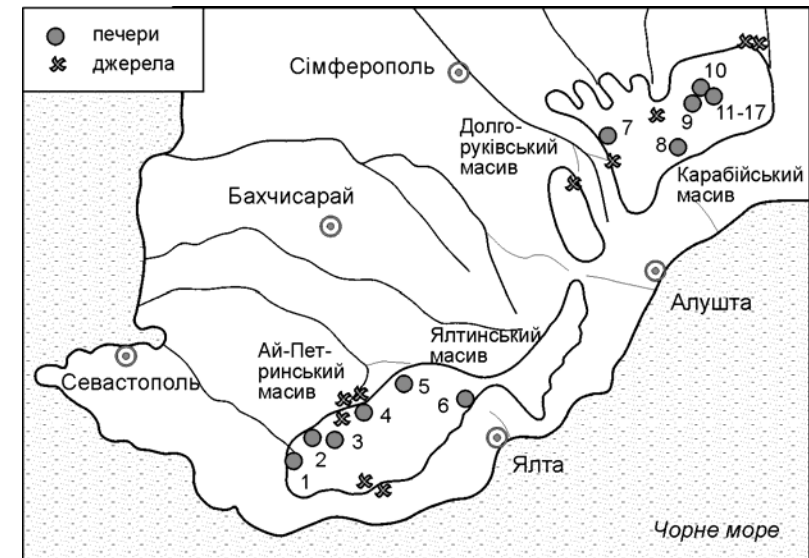 печери
джерела
Сімферополь
10
11-17
9
7
8
Долго-
руківський
масив
Карабійський
масив
Бахчисарай
Алушта
Ялтинський
масив
Ай-Пет-
ринський
масив
Севастополь
5
6
4
3
2
1
Ялта
Чорне море